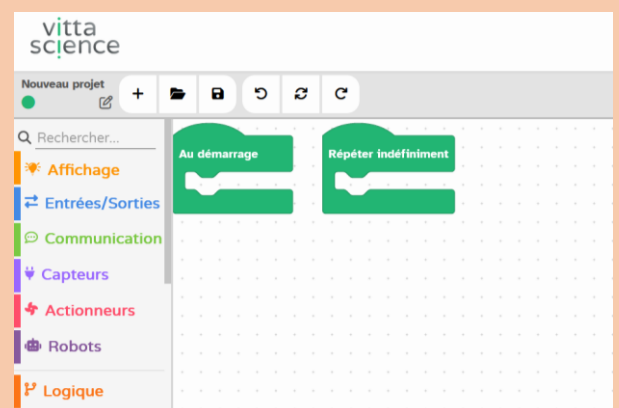 vitta
science
Nouveau projet
Rechercher...
Affichage
Entrées/Sorties
Communication
Capteurs
Actionneurs
Robots
Logique
Au démarrage
Répéter indéfiniment